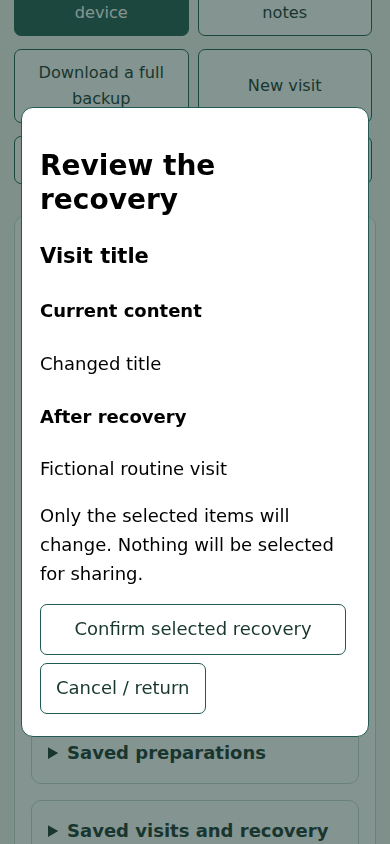 device
notes
Download a full
backup
New visit
Review the
recovery
Visit title
Current content
Changed title
After recovery
Fictional routine visit
Only the selected items will
change. Nothing will be selected
for sharing.
Confirm selected recovery
Cancel / return
Saved preparations
Saved visits and recovery